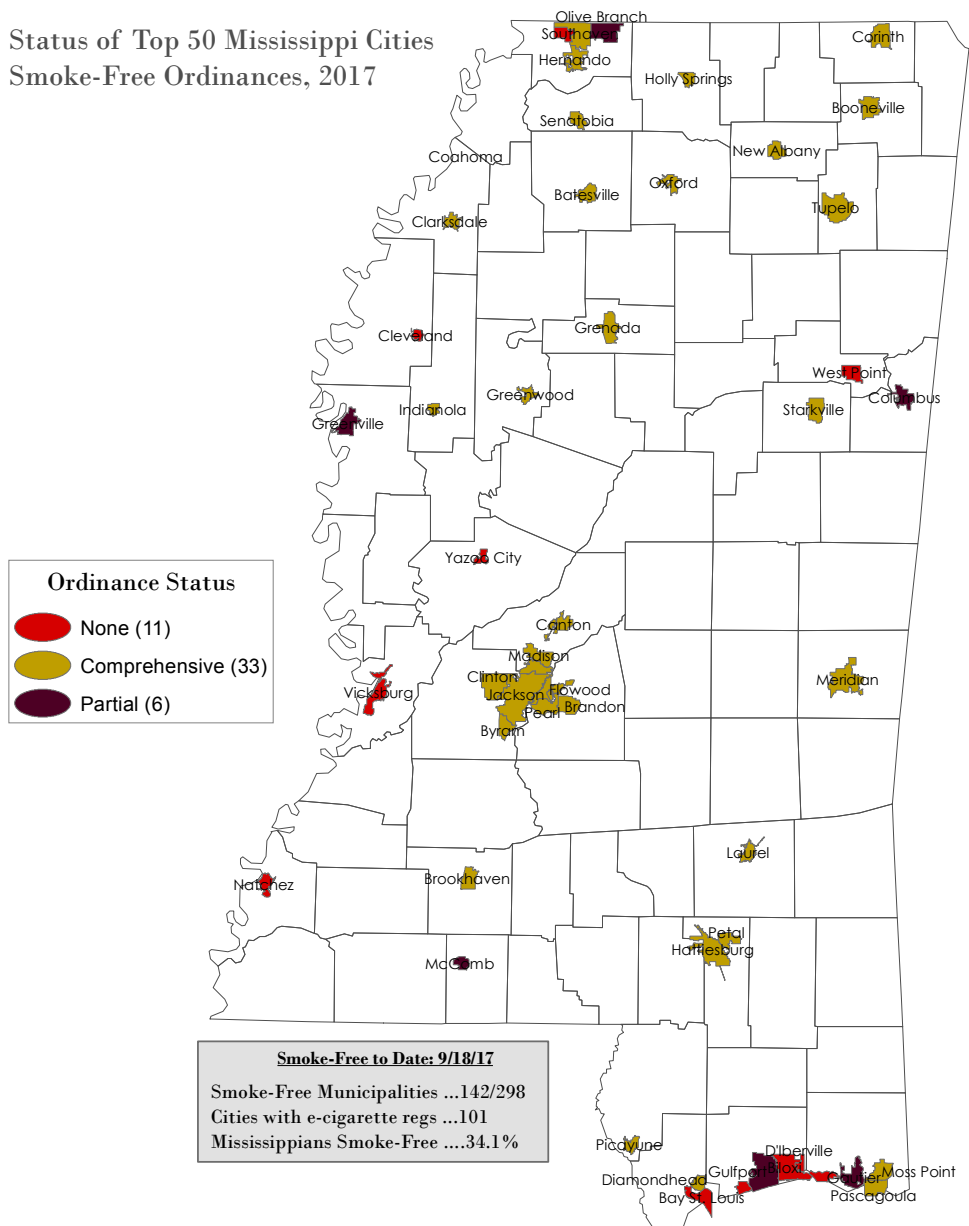 Status of Top 50 Mississippi Cities
Smoke-Free Ordinances, 2017
Olive Branch
Southaven
Hernando
Corinth
Holly Springs
Booneville
Senatobia
New Albany
Coahoma
Batesville
Oxford
Tupelo
Clarksdale
Cleveland
Grenada
West Point
Columbus
Greenville
Indianola
Greenwood
Starkville
Yazoo City
Ordinance Status
None (11)
Comprehensive (33)
Partial (6)
Canton
Madison
Clinton
Jackson
Flowood
Brandon
Pearl
Byram
Vicksburg
Meridian
Laurel
Natchez
Brookhaven
Petal
Hattiesburg
McComb
Smoke-Free to Date: 9/18/17
Smoke-Free Municipalities ...142/298
Cities with e-cigarette regs ...101
Mississippians Smoke-Free ....34.1%
Picayune
D'Iberville
Diamondhead
Gulfport
Biloxi
Gautier
Moss Point
Bay St. Louis
Pascagoula